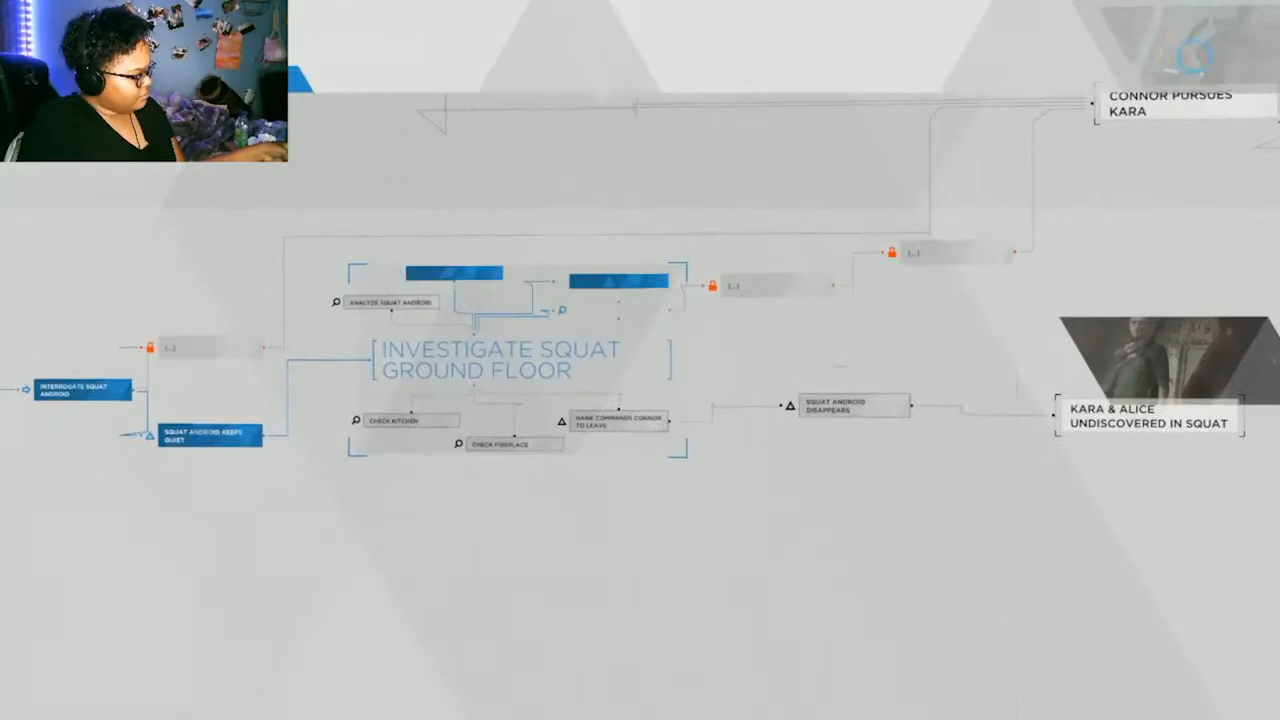 CONNOR PURSUES
KARA
[...]
ANALYZE SQUAT ANDROID
[...]
INVESTIGATE SQUAT
GROUND FLOOR
[...]
INTERROGATE SQUAT
ANDROID
SQUAT ANDROID KEEPS
QUIET
CHECK KITCHEN
CHECK FIREPLACE
HANK COMMANDS CONNOR
TO LEAVE
SQUAT ANDROID
DISAPPEARS
KARA & ALICE
UNDISCOVERED IN SQUAT